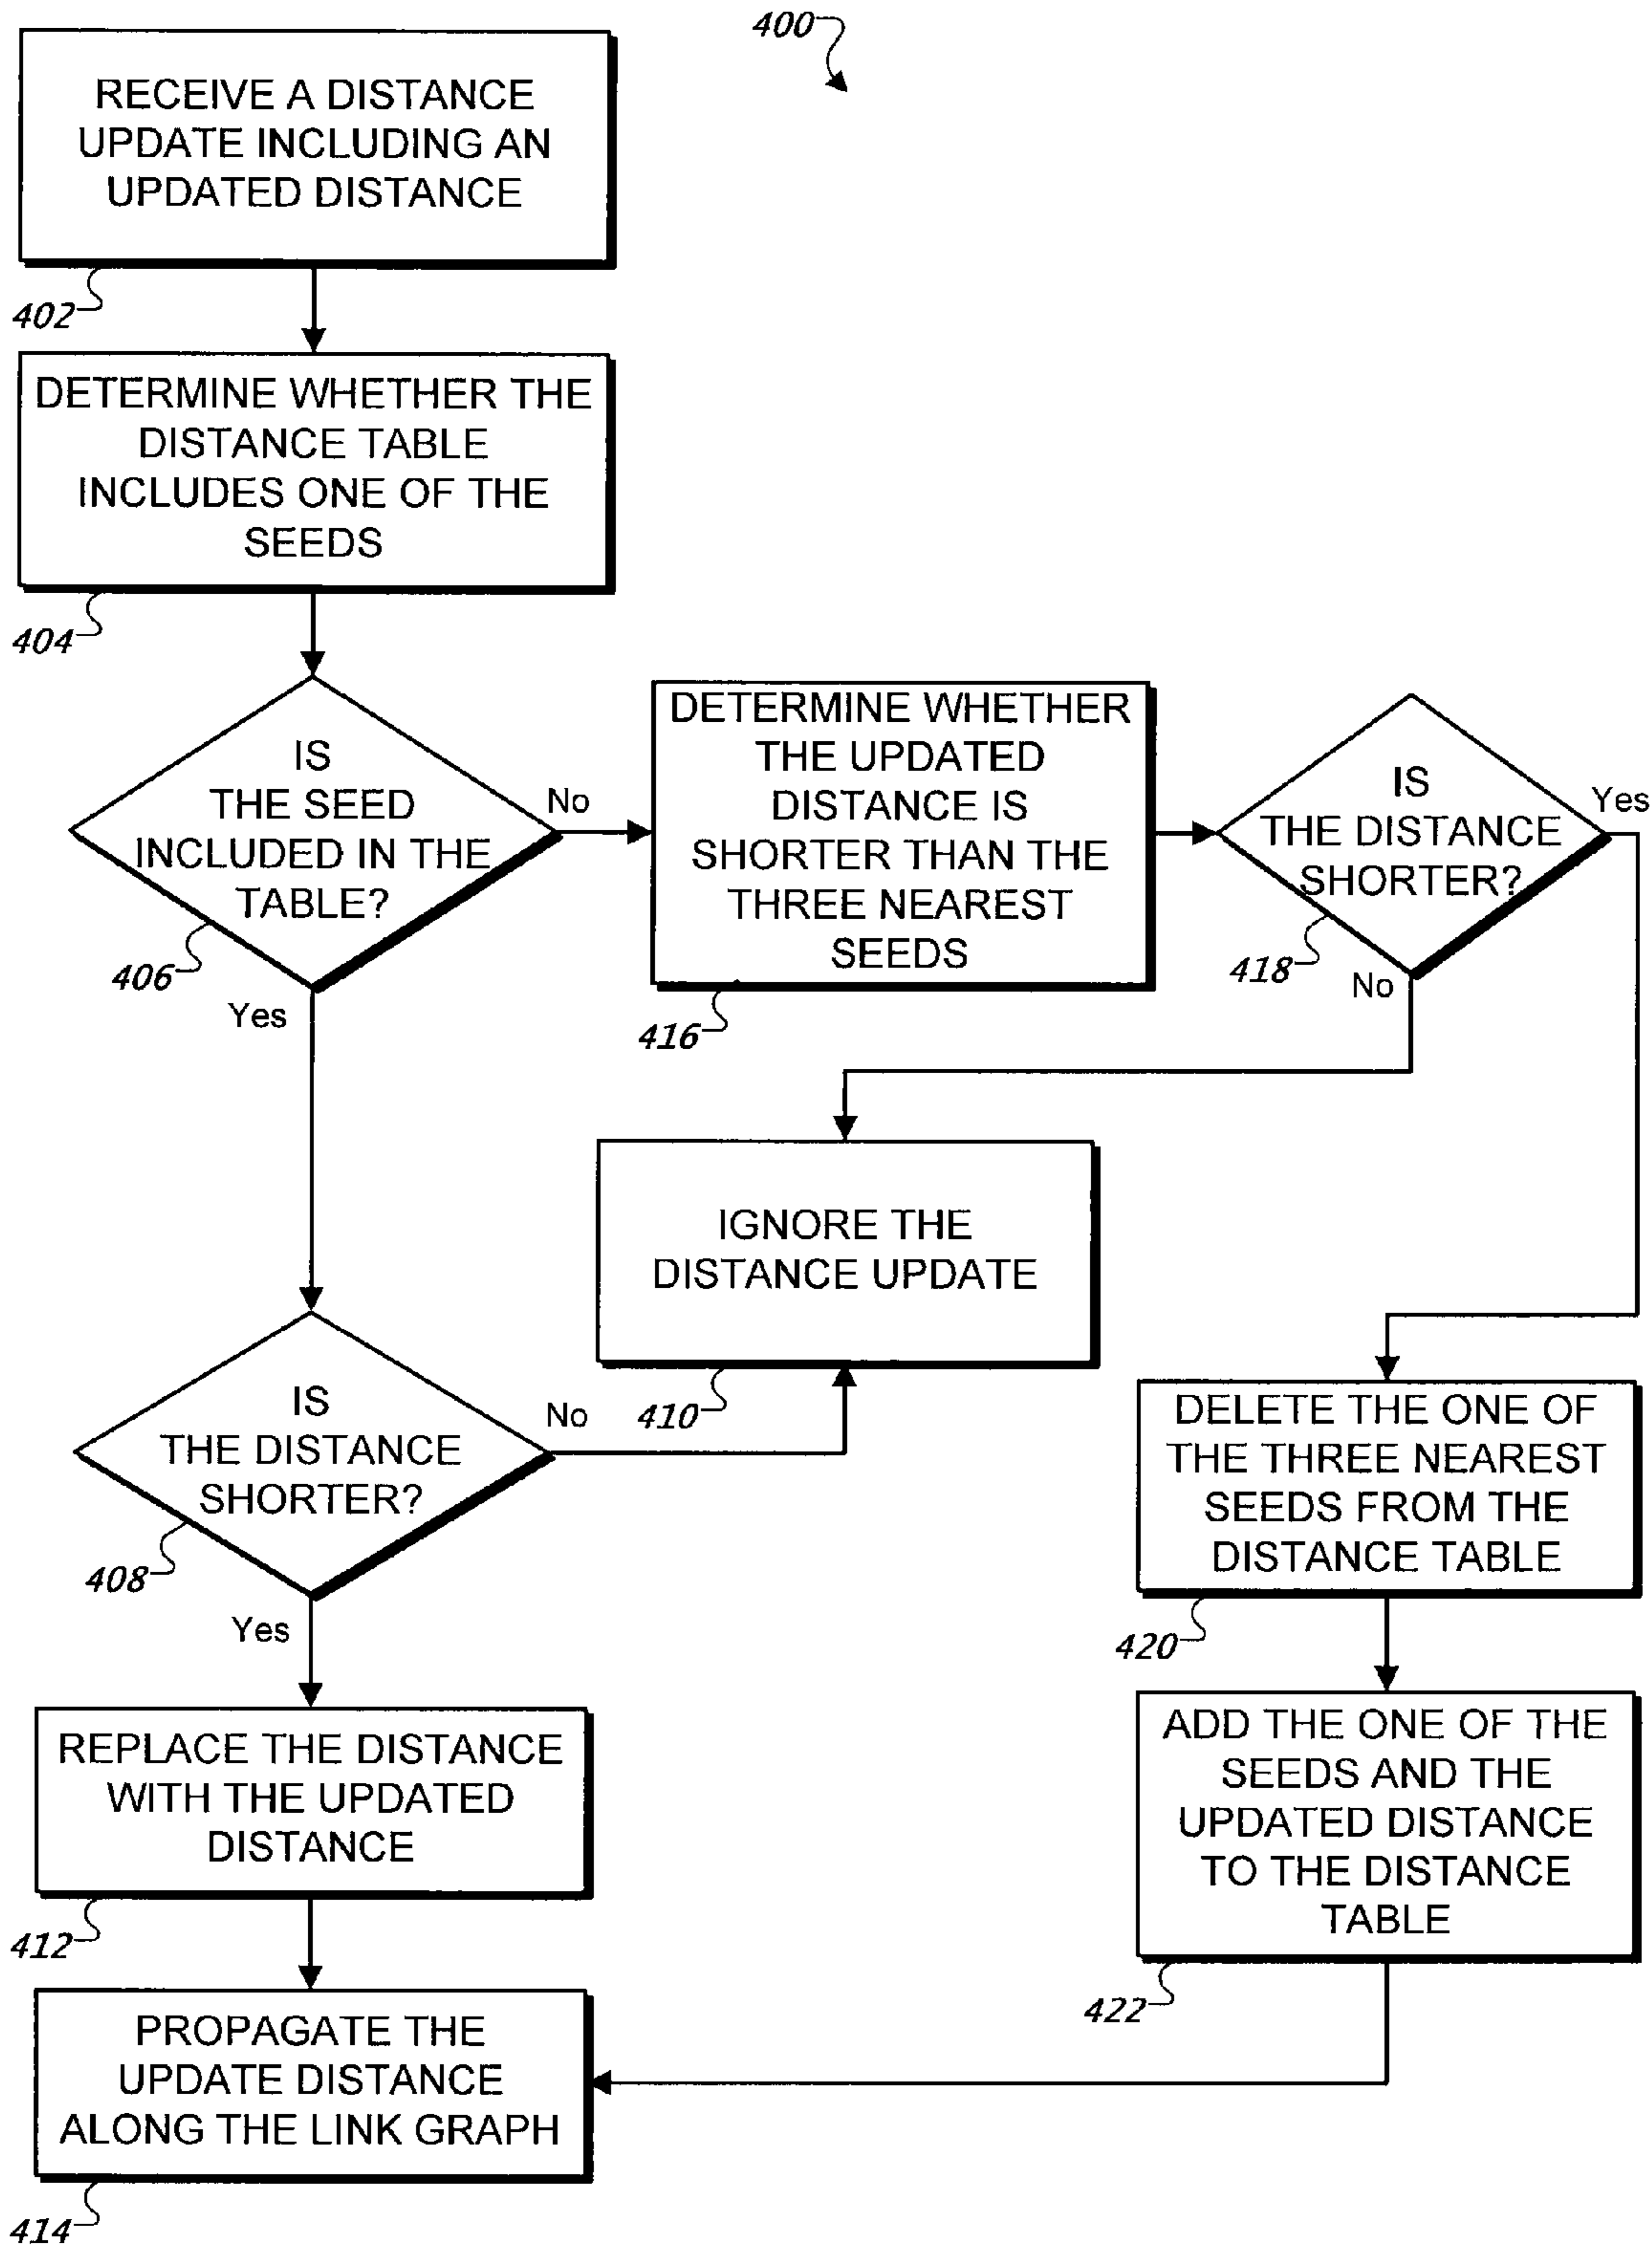 400
RECEIVE A DISTANCE
UPDATE INCLUDING AN
UPDATED DISTANCE
402
DETERMINE WHETHER THE
DISTANCE TABLE
INCLUDES ONE OF THE
SEEDS
404
IS
THE SEED
INCLUDED IN THE
TABLE?
406
No
Yes
DETERMINE WHETHER
THE UPDATED
DISTANCE IS
SHORTER THAN THE
THREE NEAREST
SEEDS
416
IS
THE DISTANCE
SHORTER?
418
Yes
No
IGNORE THE
DISTANCE UPDATE
410
IS
THE DISTANCE
SHORTER?
408
No
Yes
DELETE THE ONE OF
THE THREE NEAREST
SEEDS FROM THE
DISTANCE TABLE
420
REPLACE THE DISTANCE
WITH THE UPDATED
DISTANCE
412
ADD THE ONE OF THE
SEEDS AND THE
UPDATED DISTANCE
TO THE DISTANCE
TABLE
422
PROPAGATE THE
UPDATE DISTANCE
ALONG THE LINK GRAPH
414